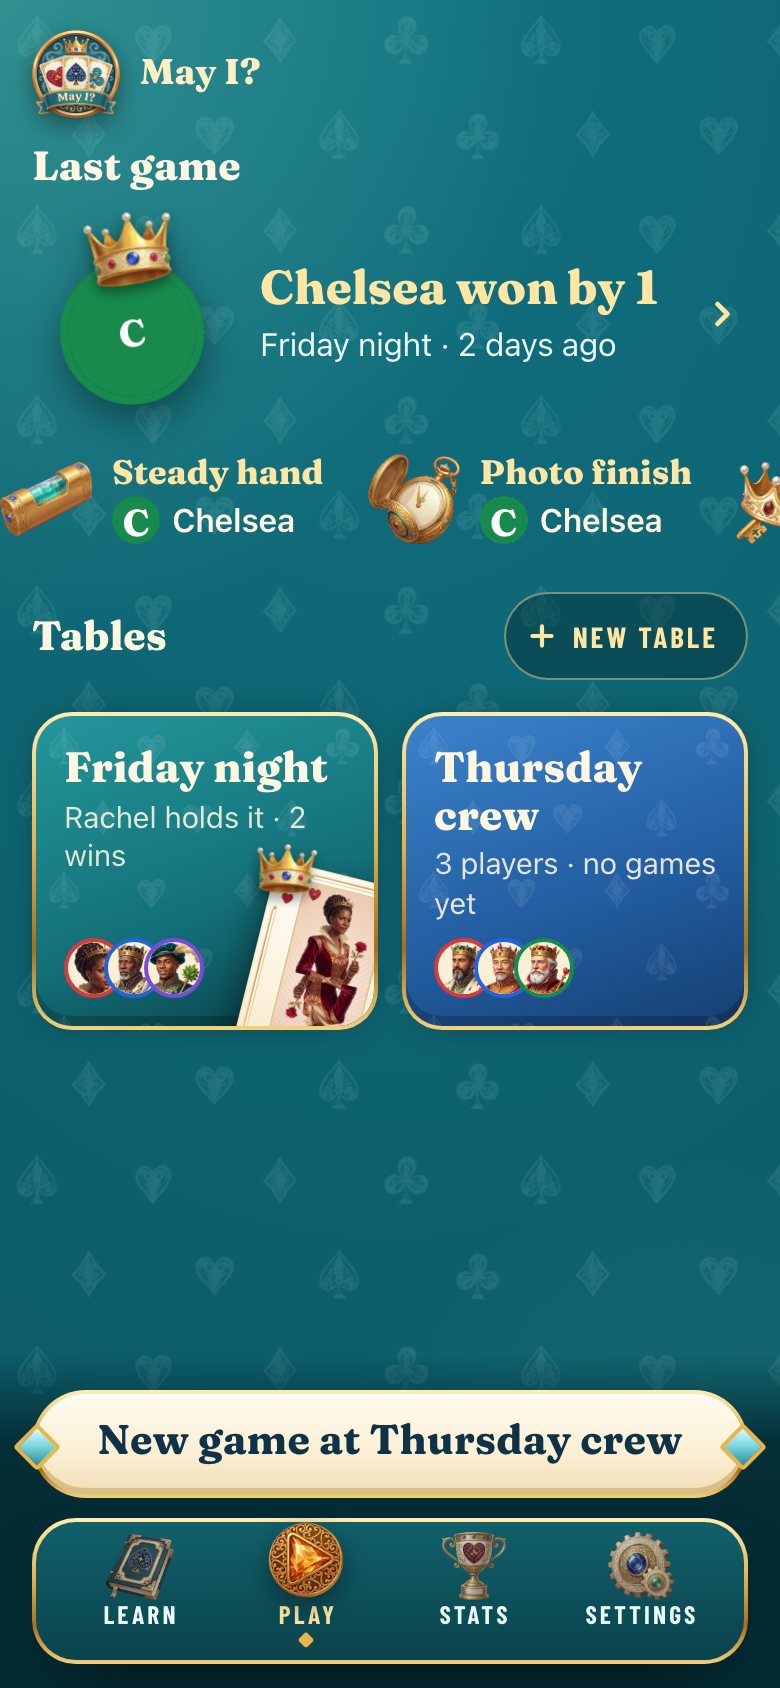 May I?
May I?
Last game
C
Chelsea won by 1
Friday night · 2 days ago
Steady hand
C Chelsea
Photo finish
C Chelsea
Tables
+ NEW TABLE
Friday night
Rachel holds it · 2
wins
Thursday
crew
3 players · no games
yet
New game at Thursday crew
LEARN
PLAY
STATS
SETTINGS